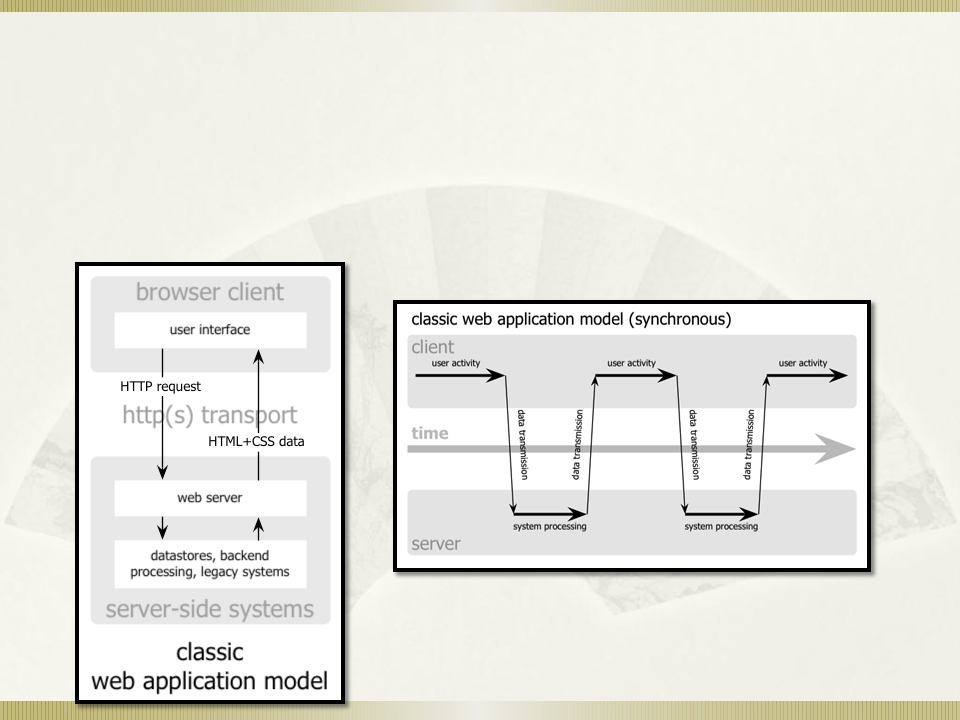 browser client
user interface
HTTP request
http(s) transport
HTML+CSS data
web server
datastores, backend
processing, legacy systems
server-side systems
classic
web application model
classic web application model (synchronous)
client
user activity
user activity
user activity
data transmission
data transmission
data transmission
data transmission
time
system processing
system processing
server